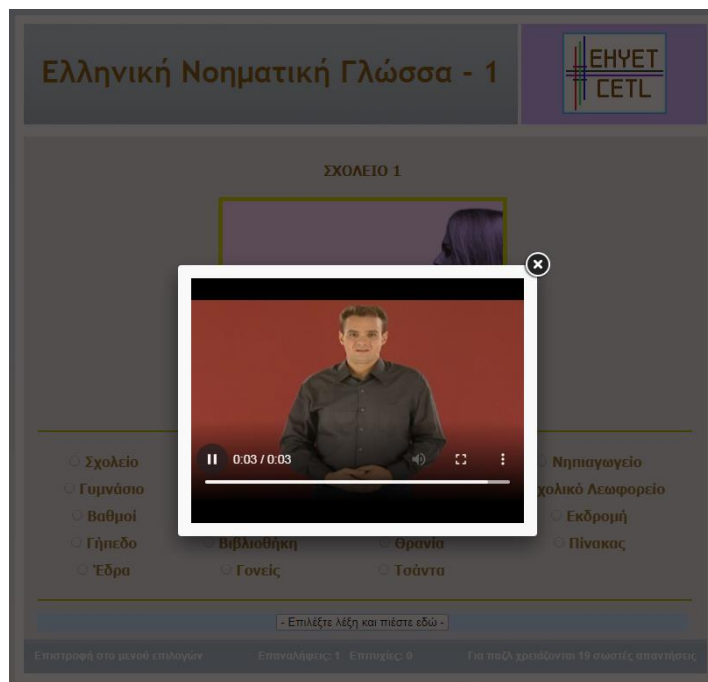 Ελληνική Νοηματική Γλώσσα - 1
EHYET
CETL
ΣΧΟΛΕΙΟ 1
0:03 / 0:03
Σχολείο Νηπιαγωγείο
Γυμνάσιο χολικό Λεωφορείο
Βαθμοί Εκδρομή
Γήπεδο Βιβλιοθήκη Θρανία Πίνακας
Έδρα Γονείς Τσάντα
- Επιλέξτε λέξη και πιέστε εδώ -
Επιστροφή στο μενού επιλογών Επαναλήψεις: 1 Επιτυχίες: 0 Για παζλ χρειάζονται 19 σωστές απαντήσεις